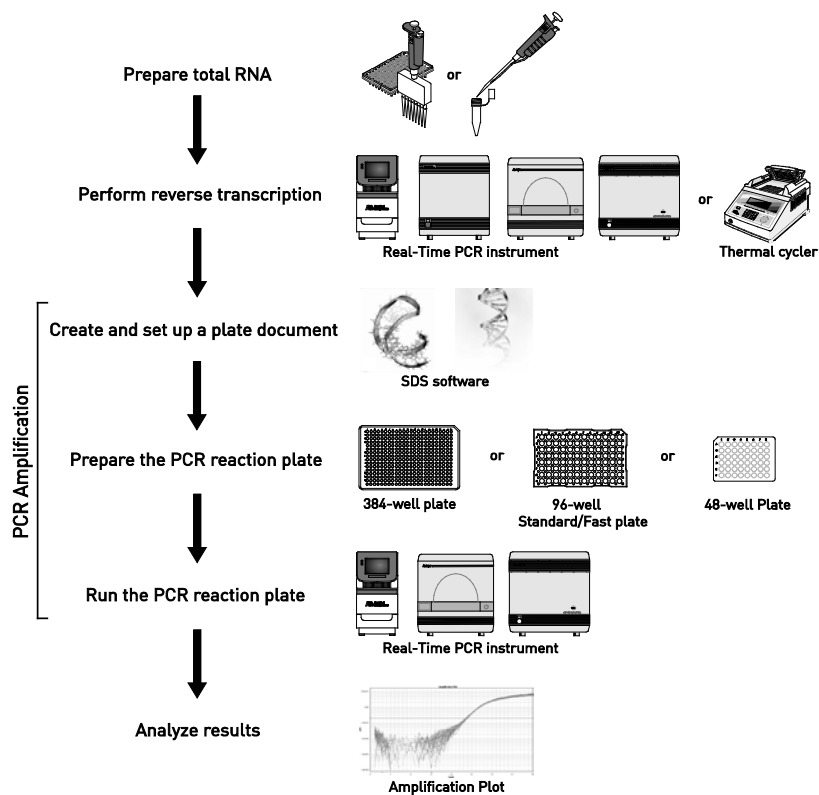 Prepare total RNA
or
Perform reverse transcription
or
Real-Time PCR instrument
Thermal cycler
PCR Amplification
Create and set up a plate document
SDS software
Prepare the PCR reaction plate
or
or
384-well plate
96-well
Standard/Fast plate
48-well Plate
Run the PCR reaction plate
Real-Time PCR instrument
Analyze results
Amplification Plot